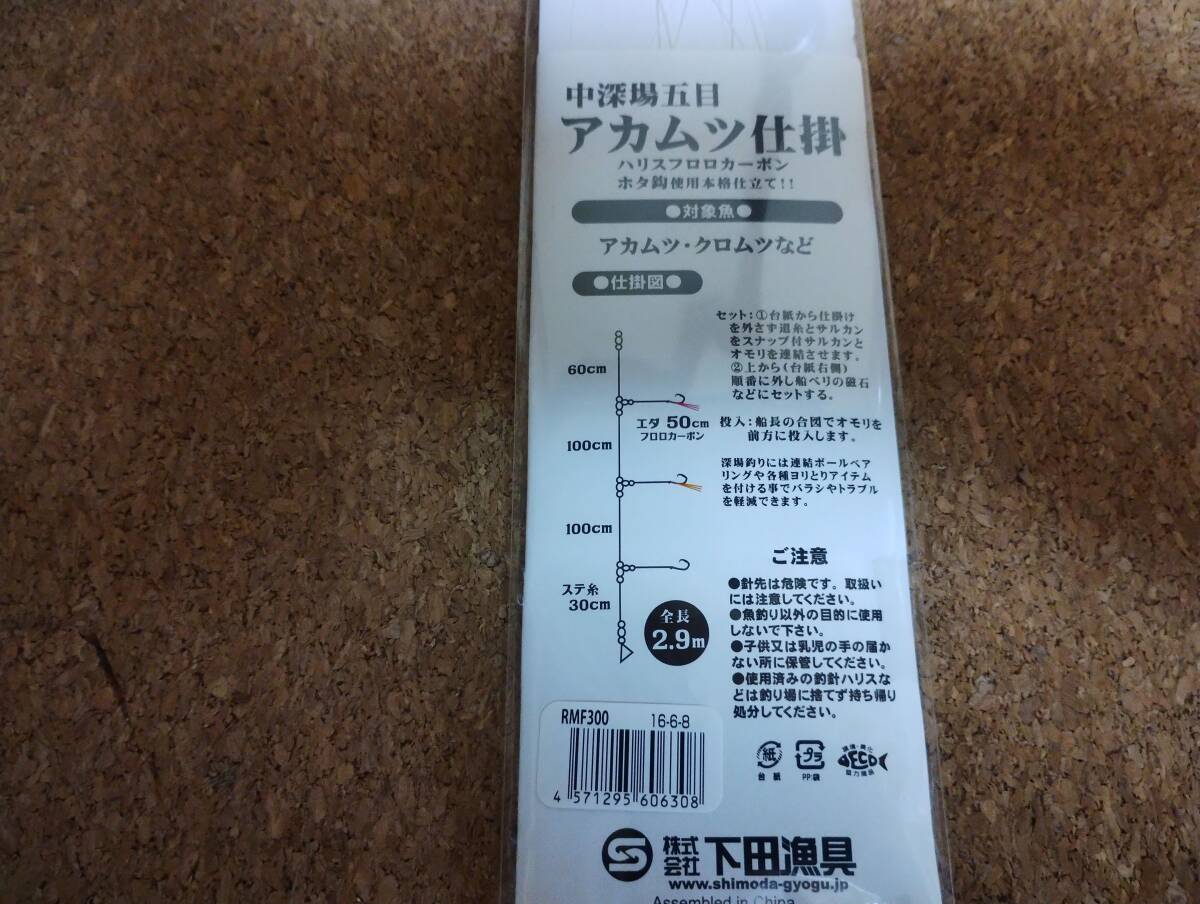 中深場五目
アカムツ仕掛
ハリスフロロカーボン
ホタ鈎使用本格仕立て!!
●対象魚●
アカムツ・クロムツなど
●仕掛図●
セット：①台紙から仕掛け
を外さず道糸とサルカン
をスナップ付サルカンと
オモリを連結させます。
②上から(台紙右側)
順番に外し船ベリの磁石
などにセットする。
60cm
エダ 50cm
フロロカーボン
投入：船長の合図でオモリを
前方に投入します。
100cm
深場釣りには連結ボールベア
リングや各種ヨリとりアイテム
を付ける事でバラシやトラブル
を軽減できます。
100cm
ステ糸
30cm
全長
2.9m
ご注意
●針先は危険です。取扱い
には注意してください。
●魚釣り以外の目的に使用
しないで下さい。
●子供又は乳児の手の届か
ない所に保管してください。
●使用済みの釣針ハリスな
どは釣り場に捨てず持ち帰り
処分してください。
RMF300 16-6-8
4 571295 606308
紙
台紙
プラ
PP:袋
環境・美化
ECO
協力推進
株式会社 下田漁具
www.shimoda-gyogu.jp
Assembled in China